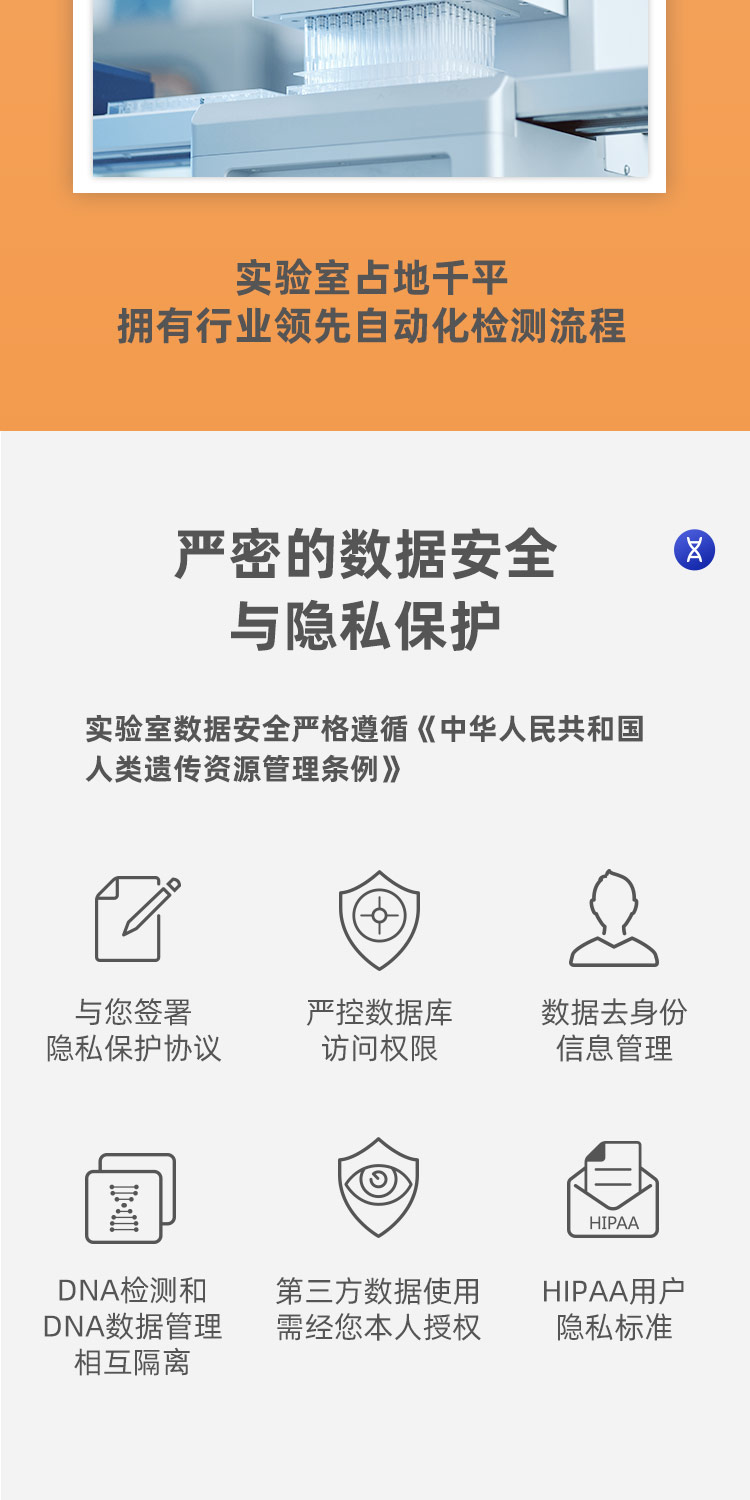 实验室占地千平
拥有行业领先自动化检测流程
严密的数据安全
与隐私保护
实验室数据安全严格遵循《中华人民共和国
人类遗传资源管理条例》
与您签署
隐私保护协议
严控数据库
访问权限
数据去身份
信息管理
HIPAA
DNA检测和
DNA数据管理
相互隔离
第三方数据使用
需经您本人授权
HIPAA用户
隐私标准